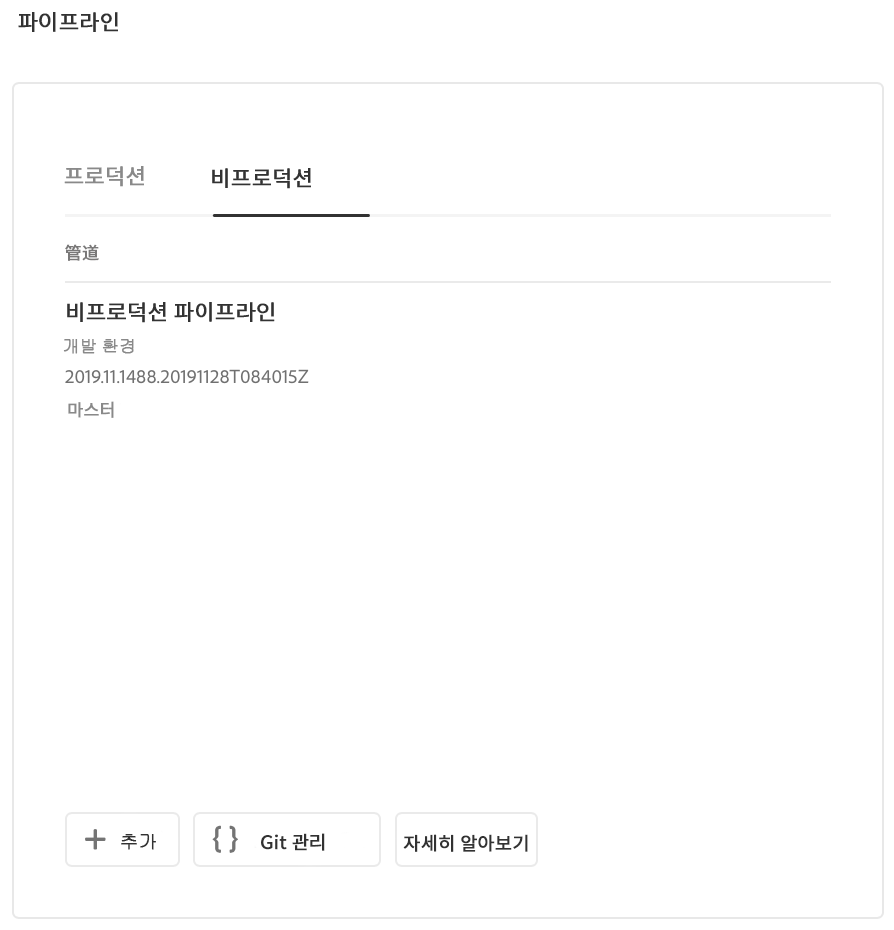 파이프라인
프로덕션 비프로덕션
管道
비프로덕션 파이프라인
개발 환경
2019.11.1488.20191128T084015Z
마스터
+ 추가 {} Git 관리 자세히 알아보기